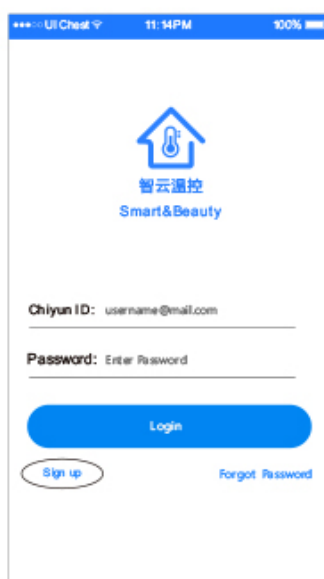 UI Chest 11:14PM 100%
智云温控
Smart&Beauty
Chiyun ID: username@mail.com
Password: Enter Password
Login
Sign up Forgot Password